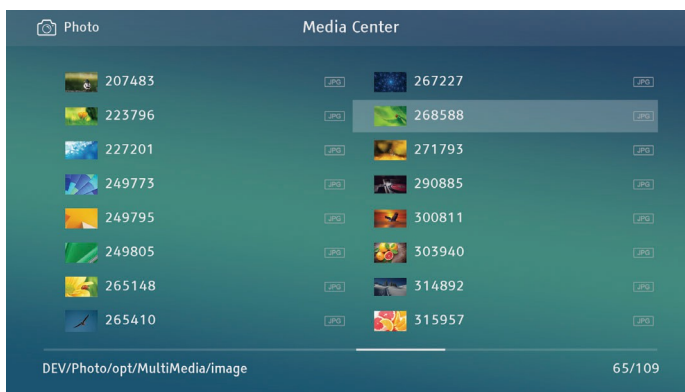 Photo
Media Center
207483 JPG
223796 JPG
227201 JPG
249773 JPG
249795 JPG
249805 JPG
265148 JPG
265410 JPG
267227 JPG
268588 JPG
271793 JPG
290885 JPG
300811 JPG
303940 JPG
314892 JPG
315957 JPG
DEV/Photo/opt/MultiMedia/image
65/109